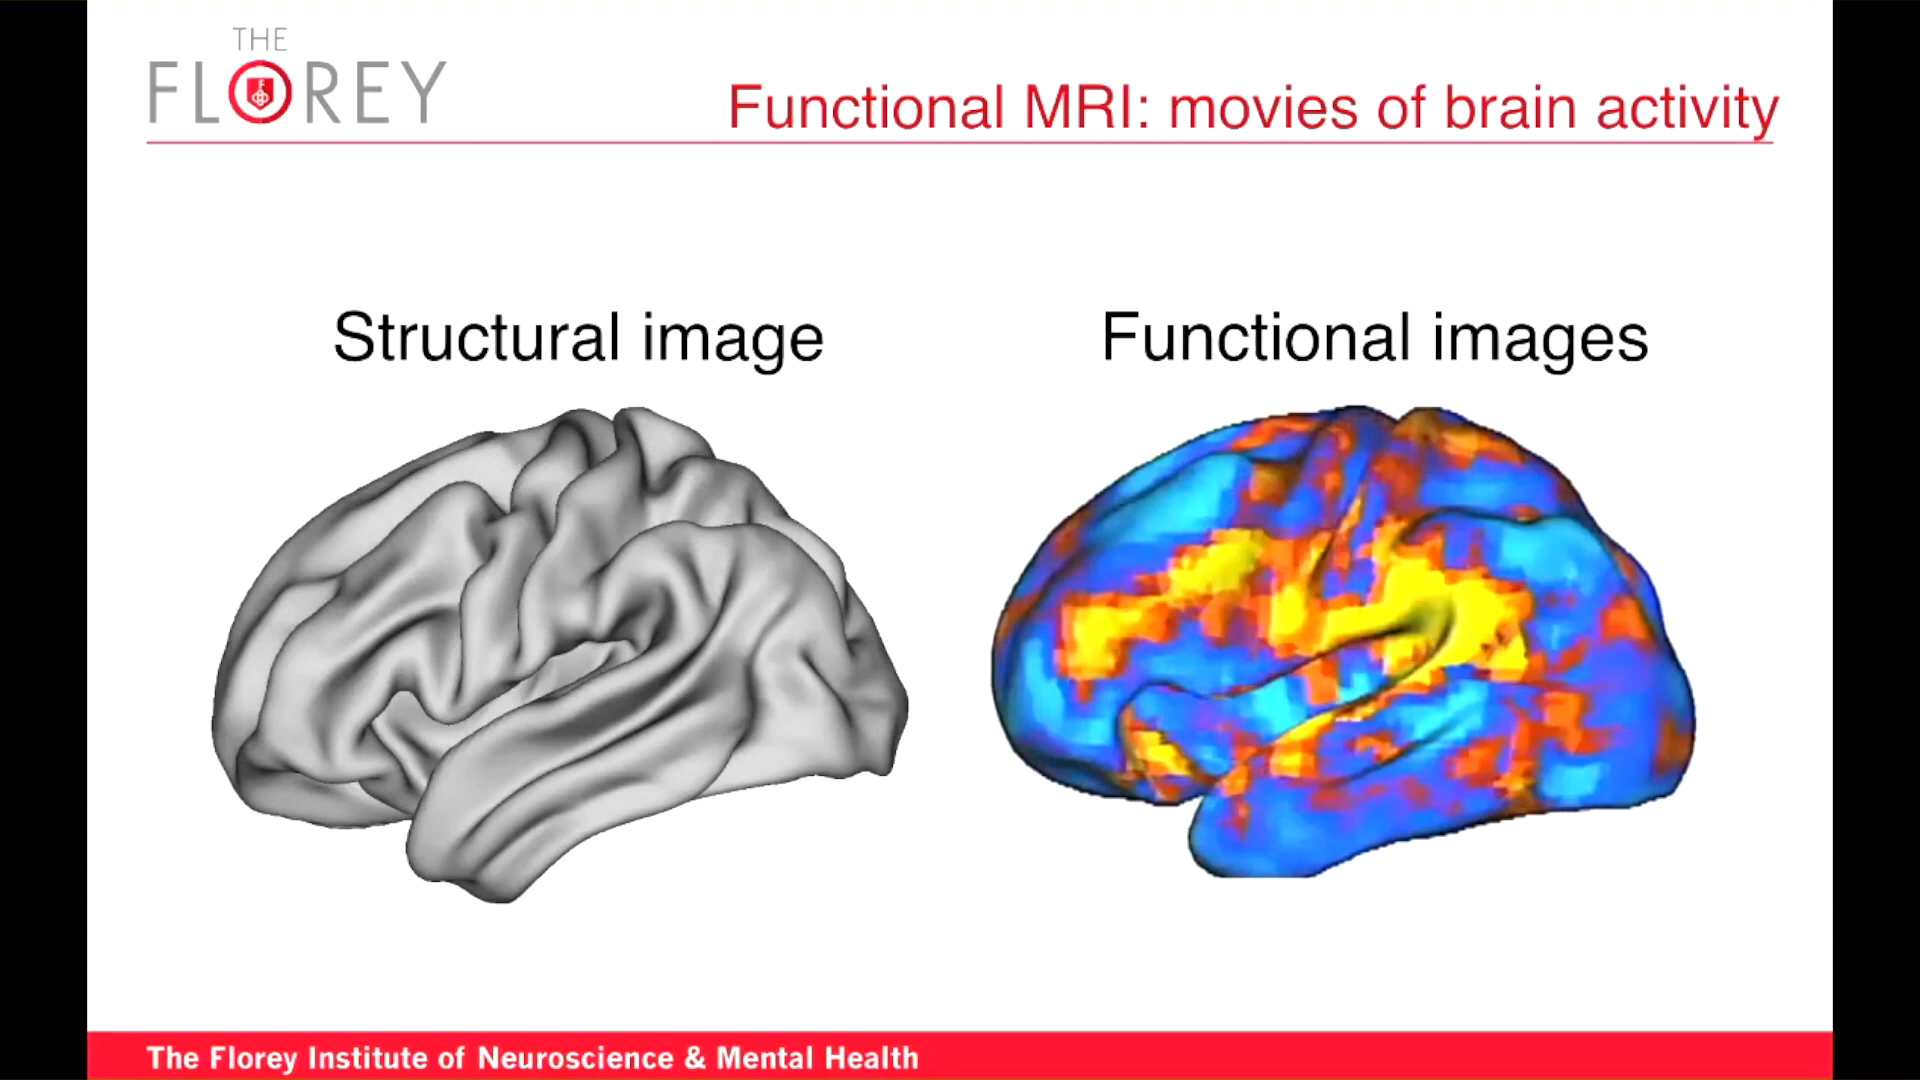 THE
FLOREY
Functional MRI: movies of brain activity
Structural image
Functional images
The Florey Institute of Neuroscience & Mental Health